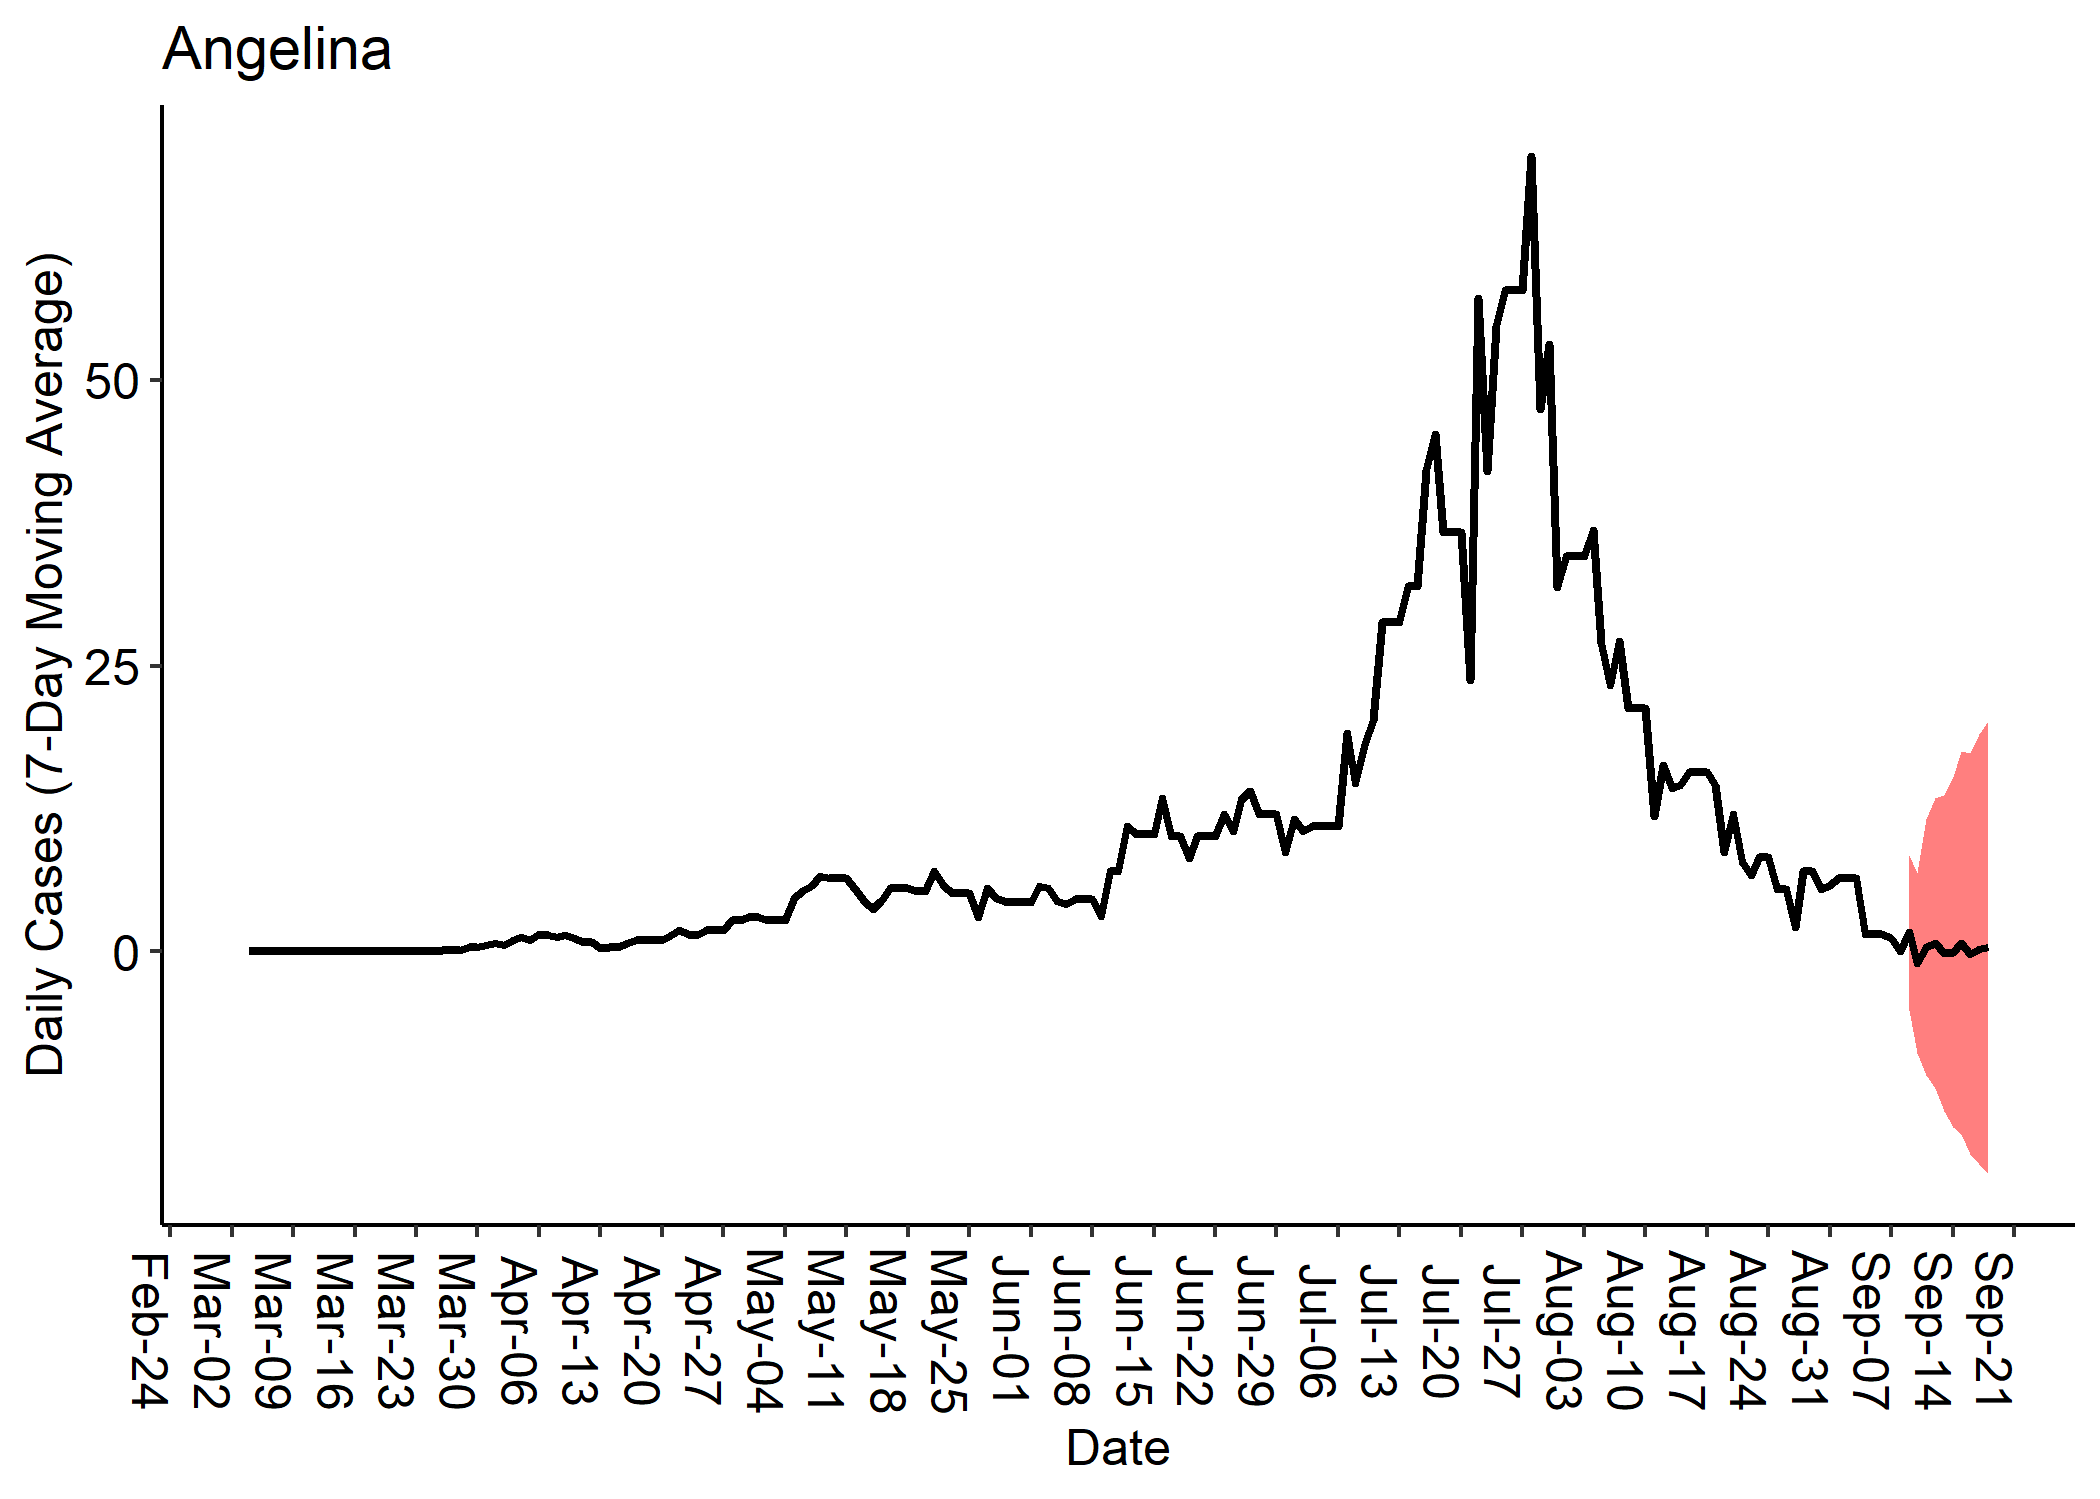 Angelina
Daily Cases (7-Day Moving Average)
50
25
0
Feb-24
Mar-02
Mar-09
Mar-16
Mar-23
Mar-30
Apr-06
Apr-13
Apr-20
Apr-27
May-04
May-11
May-18
May-25
Jun-01
Jun-08
Jun-15
Jun-22
Jun-29
Jul-06
Jul-13
Jul-20
Jul-27
Aug-03
Aug-10
Aug-17
Aug-24
Aug-31
Sep-07
Sep-14
Sep-21
Date